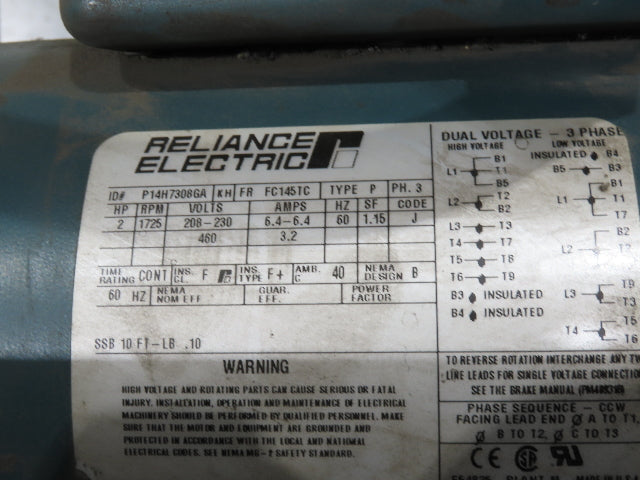 RELIANCE
ELECTRIC
ID# P14H7308GA KH FR FC145TC TYPE P PH. 3
HP RPM VOLTS AMPS HZ SF CODE
2 1725 208-230 6.4-6.4 60 1.15 J
460 3.2
TIME RATING CONT INS. CL. F INS. TYPE F+ AMB. C 40 NEMA DESIGN B
60 HZ NEMA NOM EFF GUAR. EFF. POWER FACTOR
SSB 10 FT-LB .10
WARNING
HIGH VOLTAGE AND ROTATING PARTS CAN CAUSE SERIOUS OR FATAL
INJURY. INSTALLATION, OPERATION AND MAINTENANCE OF ELECTRICAL
MACHINERY SHOULD BE PERFORMED BY QUALIFIED PERSONNEL. MAKE
SURE THAT THE MOTOR AND EQUIPMENT ARE GROUNDED AND
PROTECTED IN ACCORDANCE WITH THE LOCAL AND NATIONAL
ELECTRICAL CODES. SEE NEMA MG-2 SAFETY STANDARD.
DUAL VOLTAGE - 3 PHASE
HIGH VOLTAGE LOW VOLTAGE
B1 INSULATED B4
L1 T1 B5 B3
B5 B1
L2 T2 L1 T1
B2 T7
L3 T3 B2
T4 T7 L2 T2
T5 T8
T6 T9 T9
B3 INSULATED L3 T3
B4 INSULATED T5
T4 T6
TO REVERSE ROTATION INTERCHANGE ANY TW
LINE LEADS FOR SINGLE VOLTAGE CONNECTIO
SEE THE BRAKE MANUAL
PHASE SEQUENCE - CCW
FACING LEAD END Ø A TO T1,
Ø B TO T2, Ø C TO T3
CE SA UR